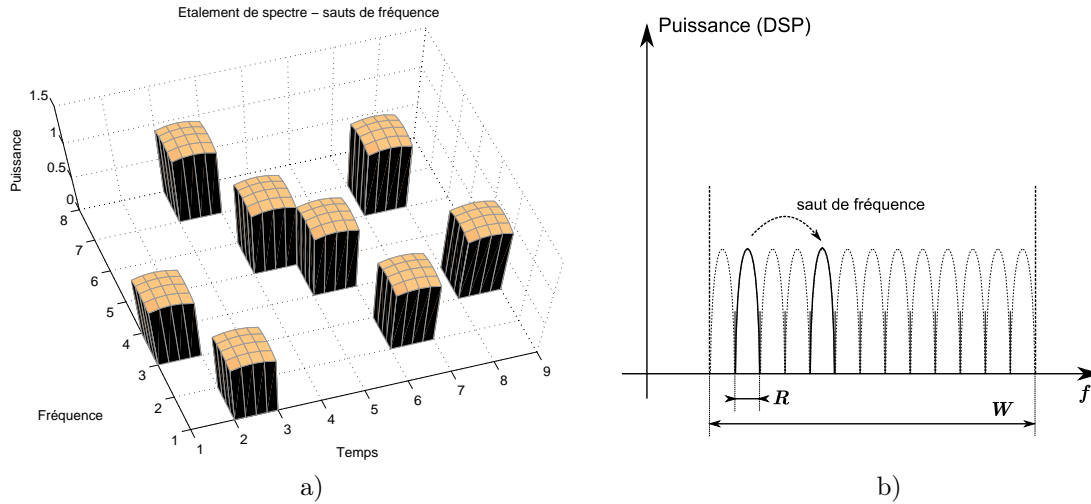 Etalement de spectre – sauts de fréquence
Puissance
1.5
1
0.5
0
8
7
6
5
4
3
2
1
Fréquence
1
2
3
4
5
6
7
8
9
Temps
a)
Puissance (DSP)
saut de fréquence
R
W
f
b)